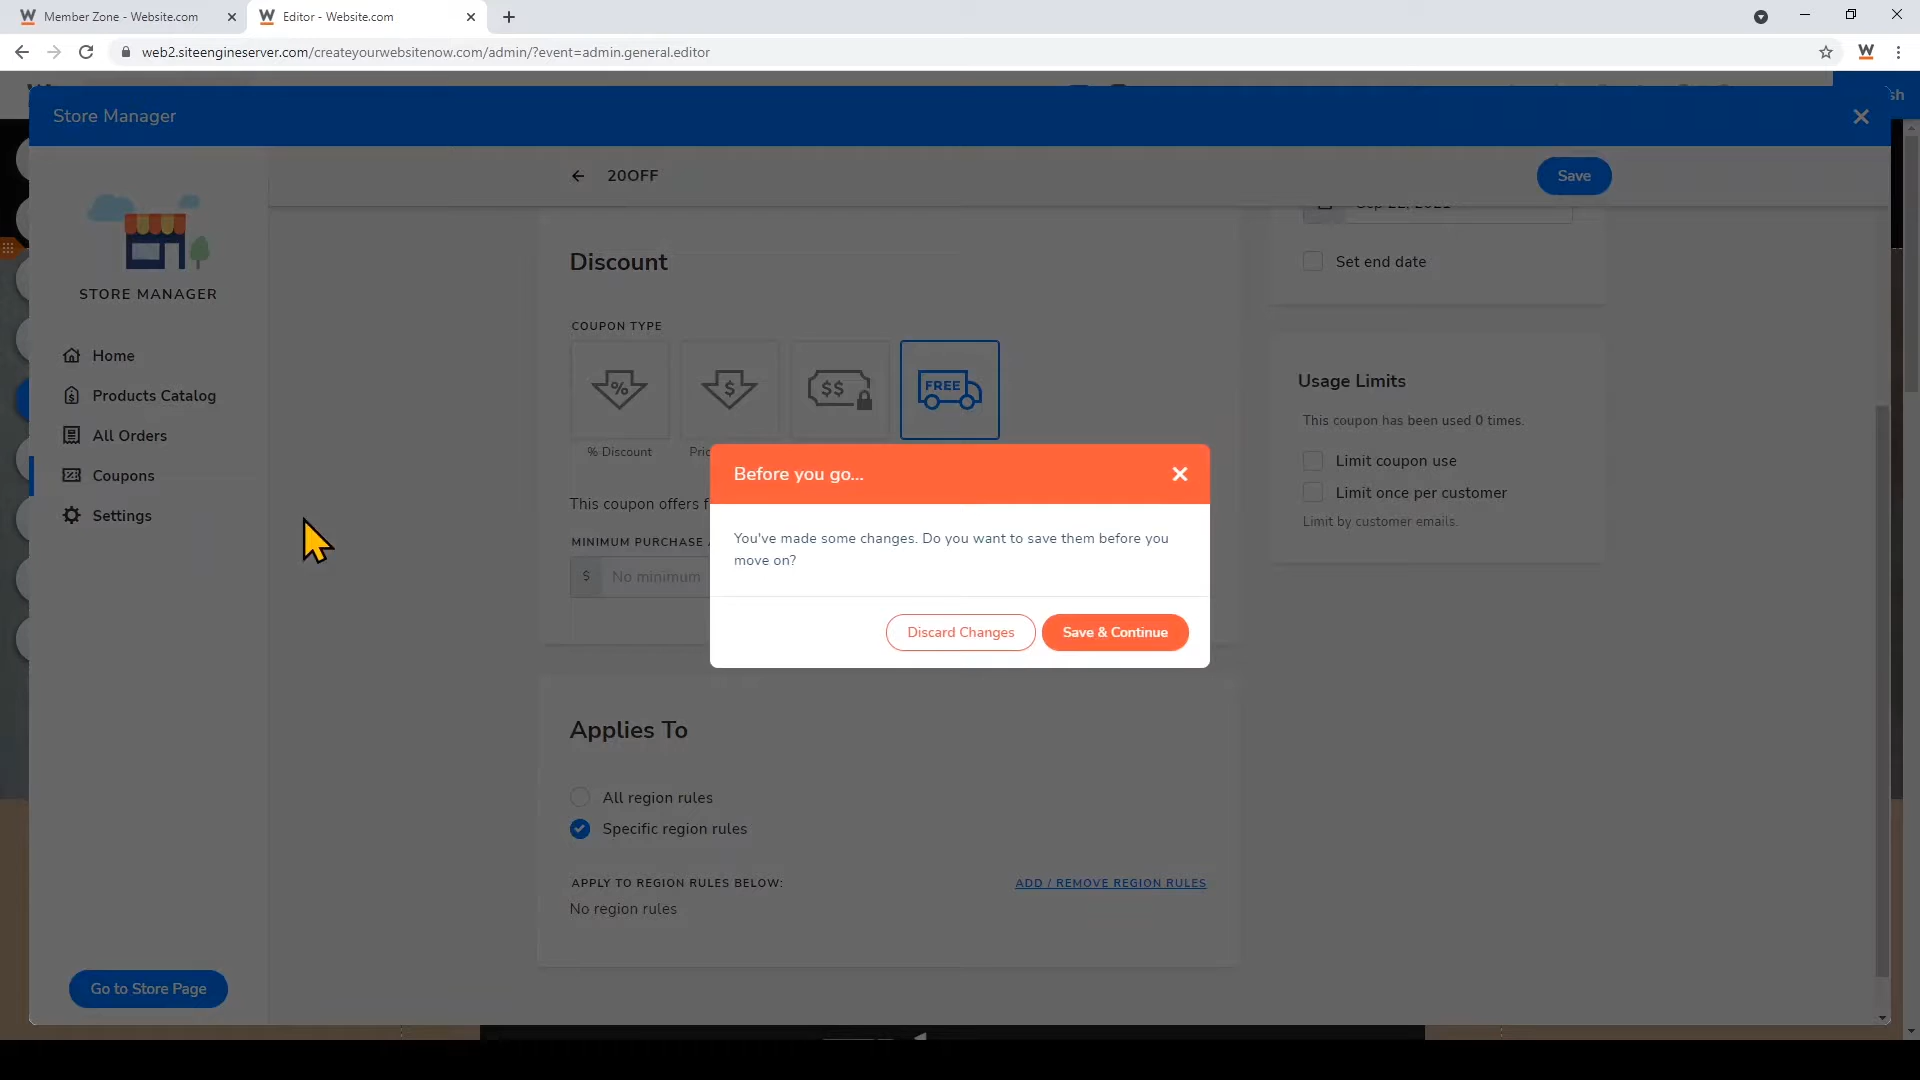 Member Zone - Website.com
Editor - Website.com
web2.siteengineserver.com/createyourwebsitenow.com/admin/?event=admin.general.editor
sh
Store Manager
20OFF
Save
Sep 22, 2021
Set end date
STORE MANAGER
Home
Products Catalog
All Orders
Coupons
Settings
Go to Store Page
Discount
COUPON TYPE
%
$
$$
FREE
% Discount
Pric
This coupon offers f
MINIMUM PURCHASE
$ No minimum
Usage Limits
This coupon has been used 0 times.
Limit coupon use
Limit once per customer
Limit by customer emails.
Before you go...
You've made some changes. Do you want to save them before you
move on?
Discard Changes
Save & Continue
Applies To
All region rules
Specific region rules
APPLY TO REGION RULES BELOW:
ADD / REMOVE REGION RULES
No region rules